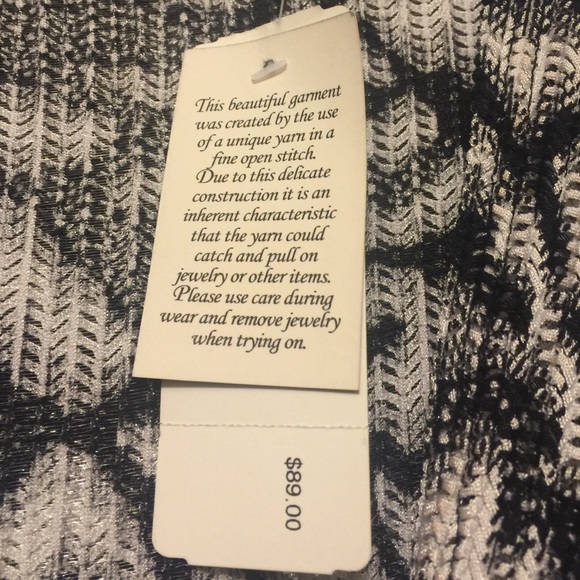 This beautiful garment
was created by the use
of a unique yarn in a
fine open stitch.
Due to this delicate
construction it is an
inherent characteristic
that the yarn could
catch and pull on
jewelry or other items.
Please use care during
wear and remove jewelry
when trying on.
$89.00